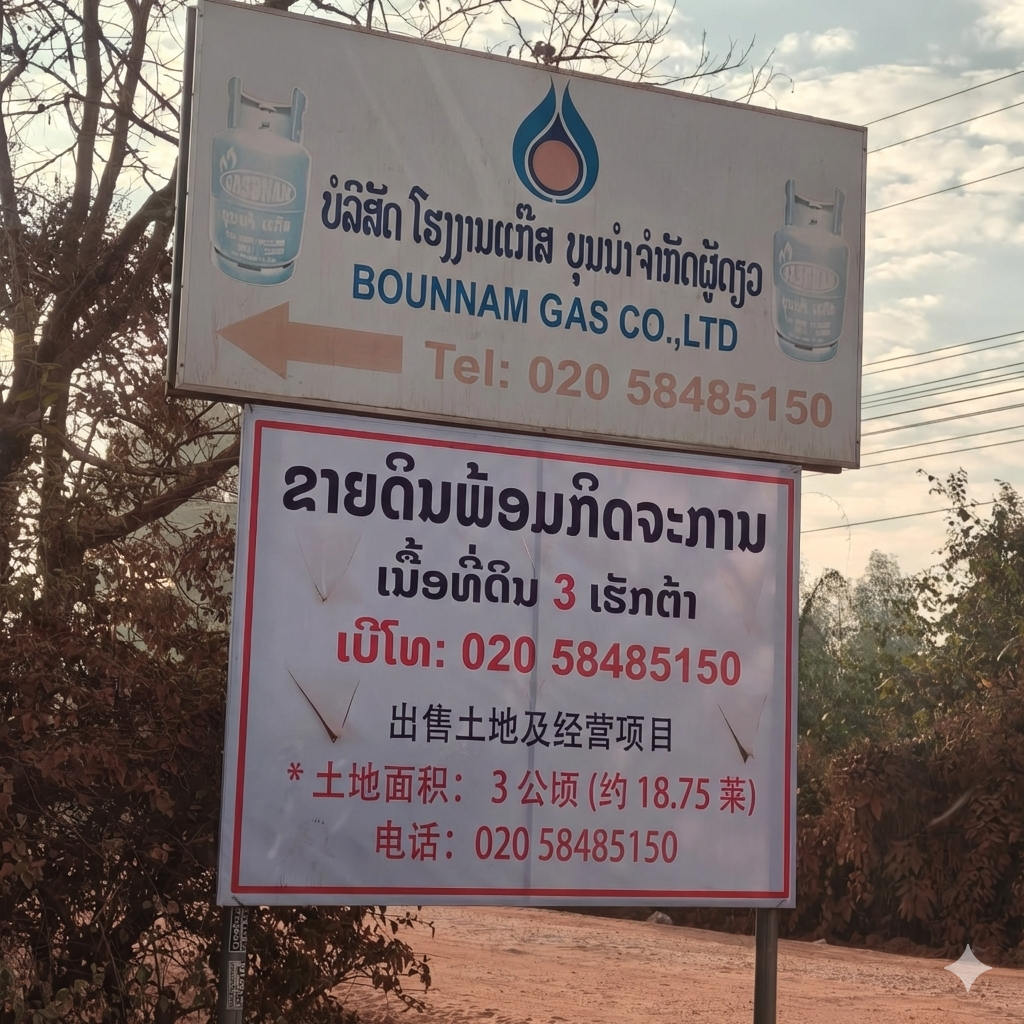 ບໍລິສັດ ໂຮງງານແກ໊ສ ບຸນນຳ ຈຳກັດຜູ້ດຽວ
BOUNNAM GAS CO.,LTD
Tel: 020 58485150
ຂາຍດິນພ້ອມກິດຈະການ
ເນື້ອທີ່ດິນ 3 ເຮັກຕ້າ
ເບີໂທ: 020 58485150
出售土地及经营项目
* 土地面积： 3 公顷 (约 18.75 莱)
电话：020 58485150